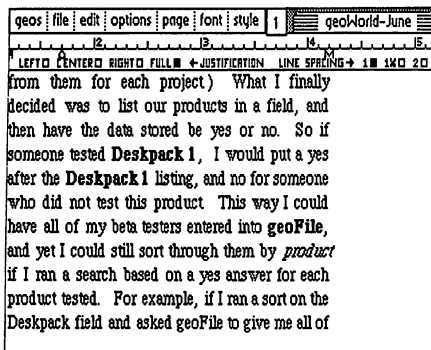 geos file edit options page font style 1 geoWorld-June
2 3 4 5
LEFT CENTER RIGHT FULL ←JUSTIFICATION LINE SPACING→ 1 1½ 2
from them for each project) What I finally
decided was to list our products in a field, and
then have the data stored be yes or no. So if
someone tested Deskpack 1, I would put a yes
after the Deskpack 1 listing, and no for someone
who did not test this product This way I could
have all of my beta testers entered into geoFile,
and yet I could still sort through them by product
if I ran a search based on a yes answer for each
product tested. For example, if I ran a sort on the
Deskpack field and asked geoFile to give me all of